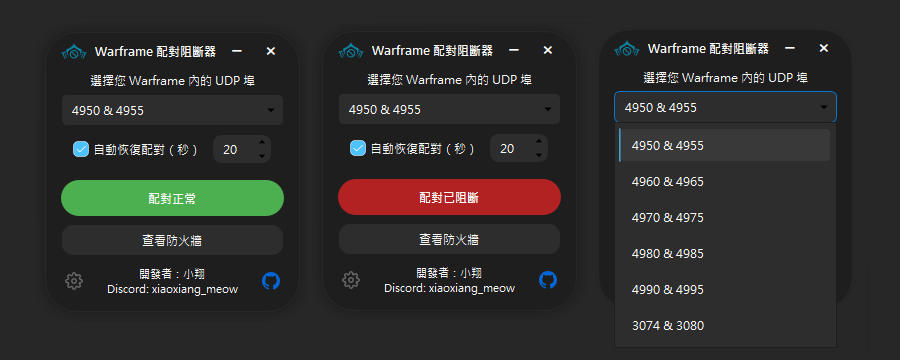 Warframe 配對阻斷器
選擇您 Warframe 內的 UDP 埠
4950 & 4955
自動恢復配對（秒）
20
配對正常
查看防火牆
開發者：小翔
Discord: xiaoxiang_meow
Warframe 配對阻斷器
選擇您 Warframe 內的 UDP 埠
4950 & 4955
自動恢復配對（秒）
20
配對已阻斷
查看防火牆
開發者：小翔
Discord: xiaoxiang_meow
Warframe 配對阻斷器
選擇您 Warframe 內的 UDP 埠
4950 & 4955
4950 & 4955
4960 & 4965
4970 & 4975
4980 & 4985
4990 & 4995
3074 & 3080